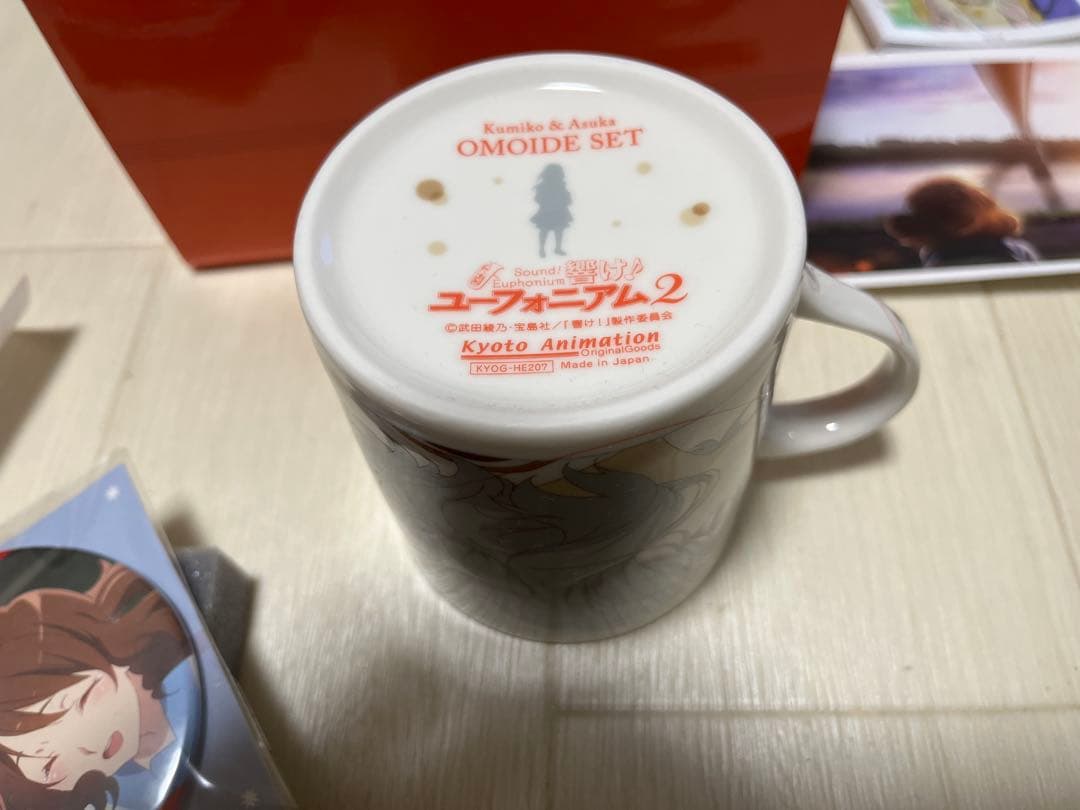 Kumiko & Asuka
OMOIDE SET
Sound! Euphonium 響け♪
ユーフォニアム2
©武田綾乃・宝島社／「響け!」製作委員会
Kyoto Animation
OriginalGoods
KYOG-HE207 Made in Japan